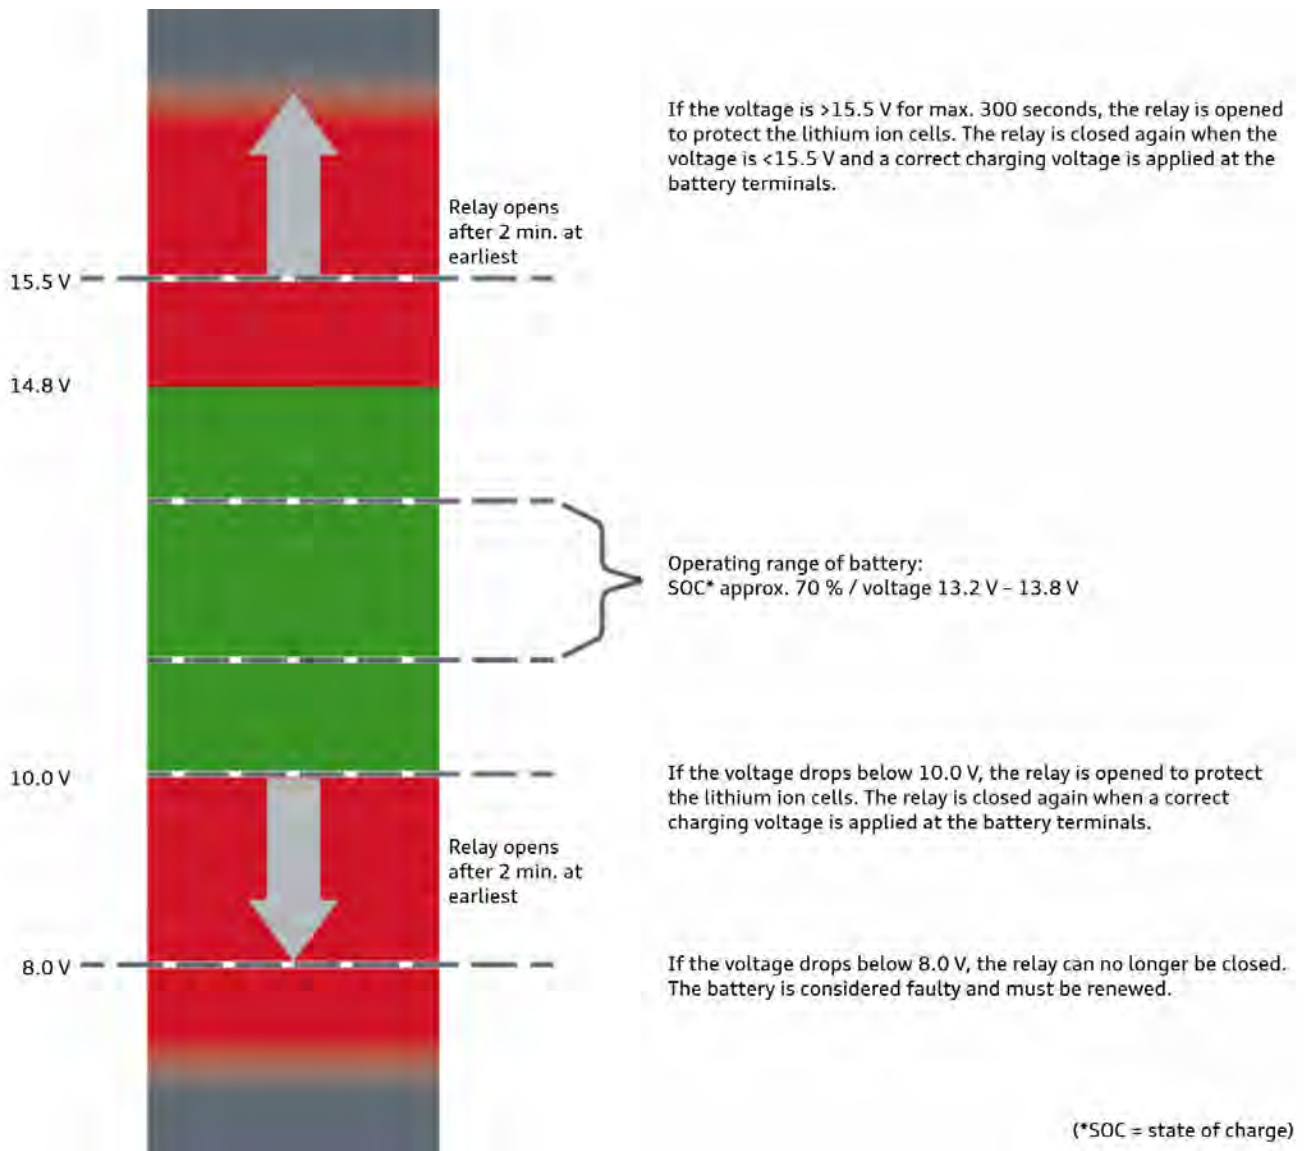 If the voltage is >15.5 V for max. 300 seconds, the relay is opened
to protect the lithium ion cells. The relay is closed again when the
voltage is <15.5 V and a correct charging voltage is applied at the
battery terminals.
Relay opens
after 2 min. at
earliest
15.5 V
14.8 V
Operating range of battery:
SOC* approx. 70 % / voltage 13.2 V – 13.8 V
10.0 V
If the voltage drops below 10.0 V, the relay is opened to protect
the lithium ion cells. The relay is closed again when a correct
charging voltage is applied at the battery terminals.
Relay opens
after 2 min. at
earliest
8.0 V
If the voltage drops below 8.0 V, the relay can no longer be closed.
The battery is considered faulty and must be renewed.
(*SOC = state of charge)